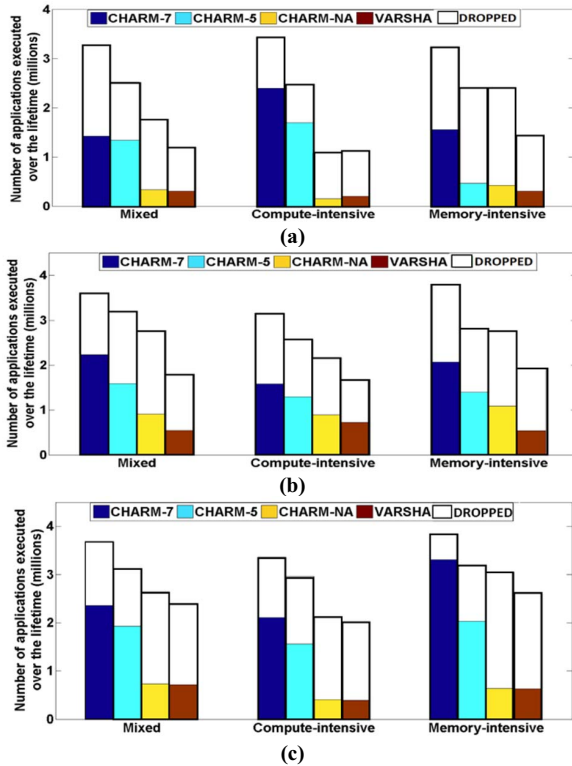 Number of applications executed
over the lifetime (millions)
CHARM-7 CHARM-5 CHARM-NA VARSHA DROPPED
4
3
2
1
0
Mixed Compute-intensive Memory-intensive
(a)
Number of applications executed
over the lifetime (millions)
CHARM-7 CHARM-5 CHARM-NA VARSHA DROPPED
4
3
2
1
0
Mixed Compute-intensive Memory-intensive
(b)
Number of applications executed
over the lifetime (millions)
CHARM-7 CHARM-5 CHARM-NA VARSHA DROPPED
4
3
2
1
0
Mixed Compute-intensive Memory-intensive
(c)